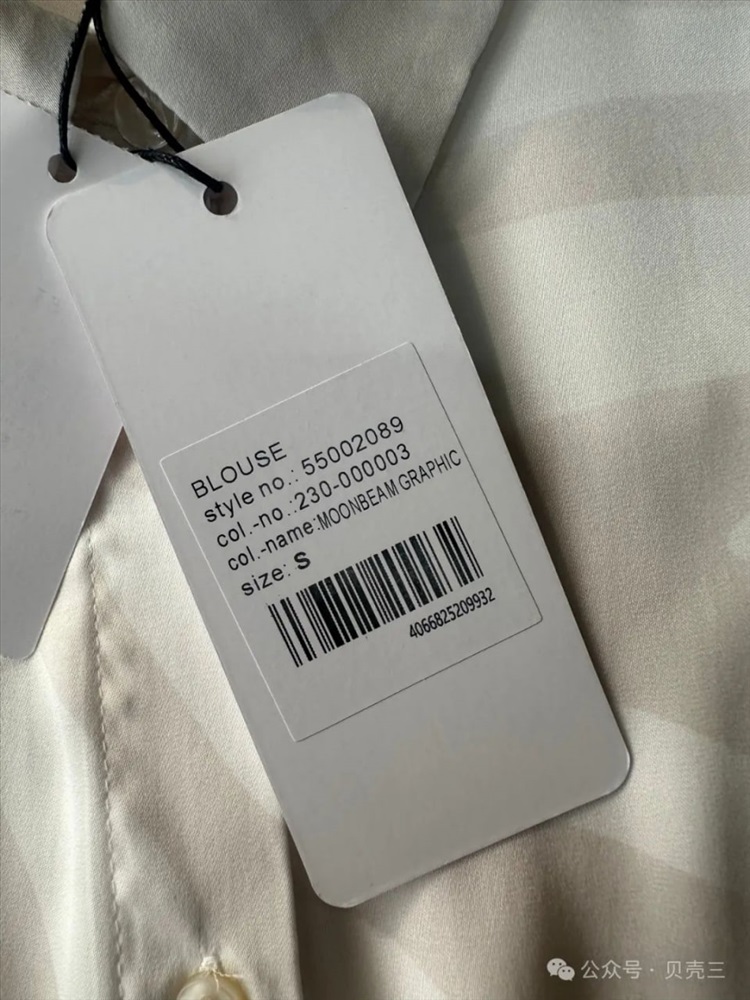 BLOUSE
style no.: 55002089
col.-no.:230-000003
col.-name:MOONBEAM GRAPHIC
size: S
4066825209932
公众号 · 贝壳三